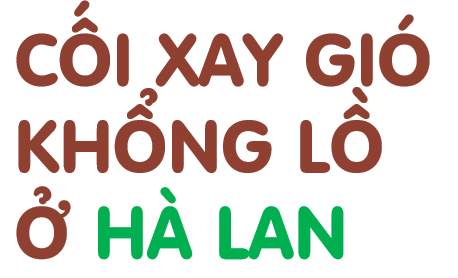 CỐI XAY GIÓ
KHỔNG LỒ
Ở HÀ LAN